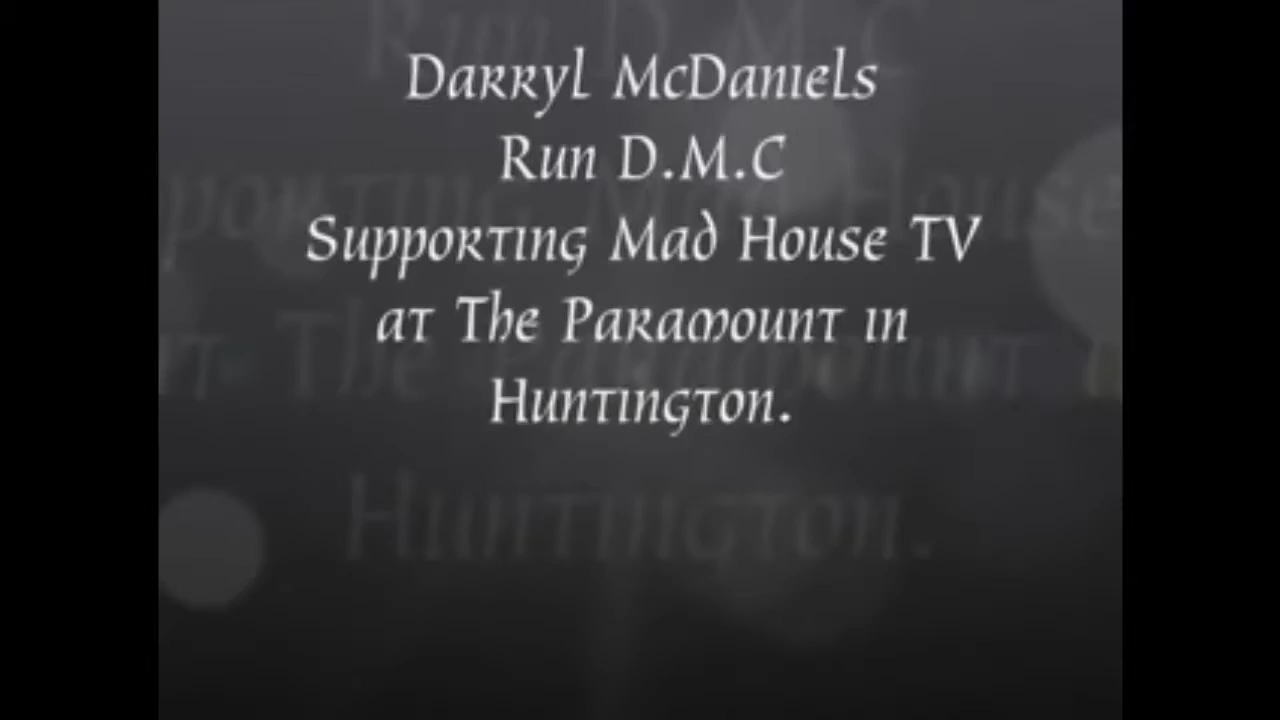 Darryl McDaniels
Run D.M.C
Supporting Mad House TV
at The Paramount in
Huntington.